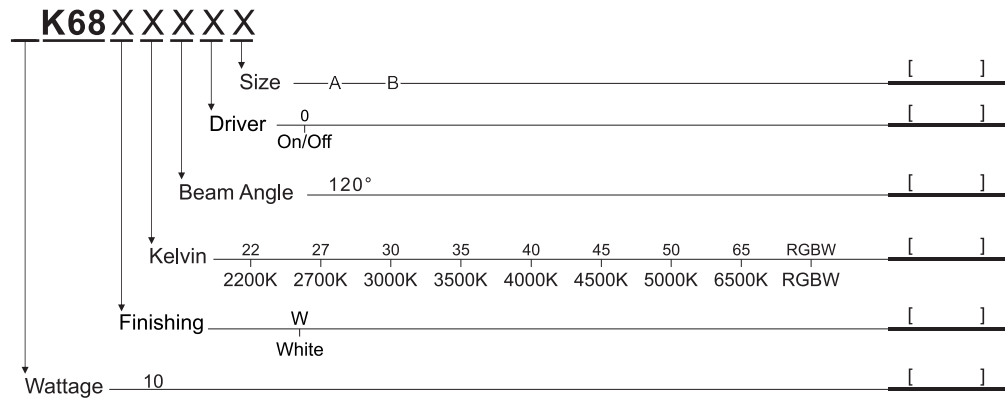 K68 X X X X X
Size A B [ ]
Driver 0 [ ]
On/Off
Beam Angle 120° [ ]
Kelvin 22 27 30 35 40 45 50 65 RGBW [ ]
2200K 2700K 3000K 3500K 4000K 4500K 5000K 6500K RGBW
Finishing W [ ]
White
Wattage 10 [ ]